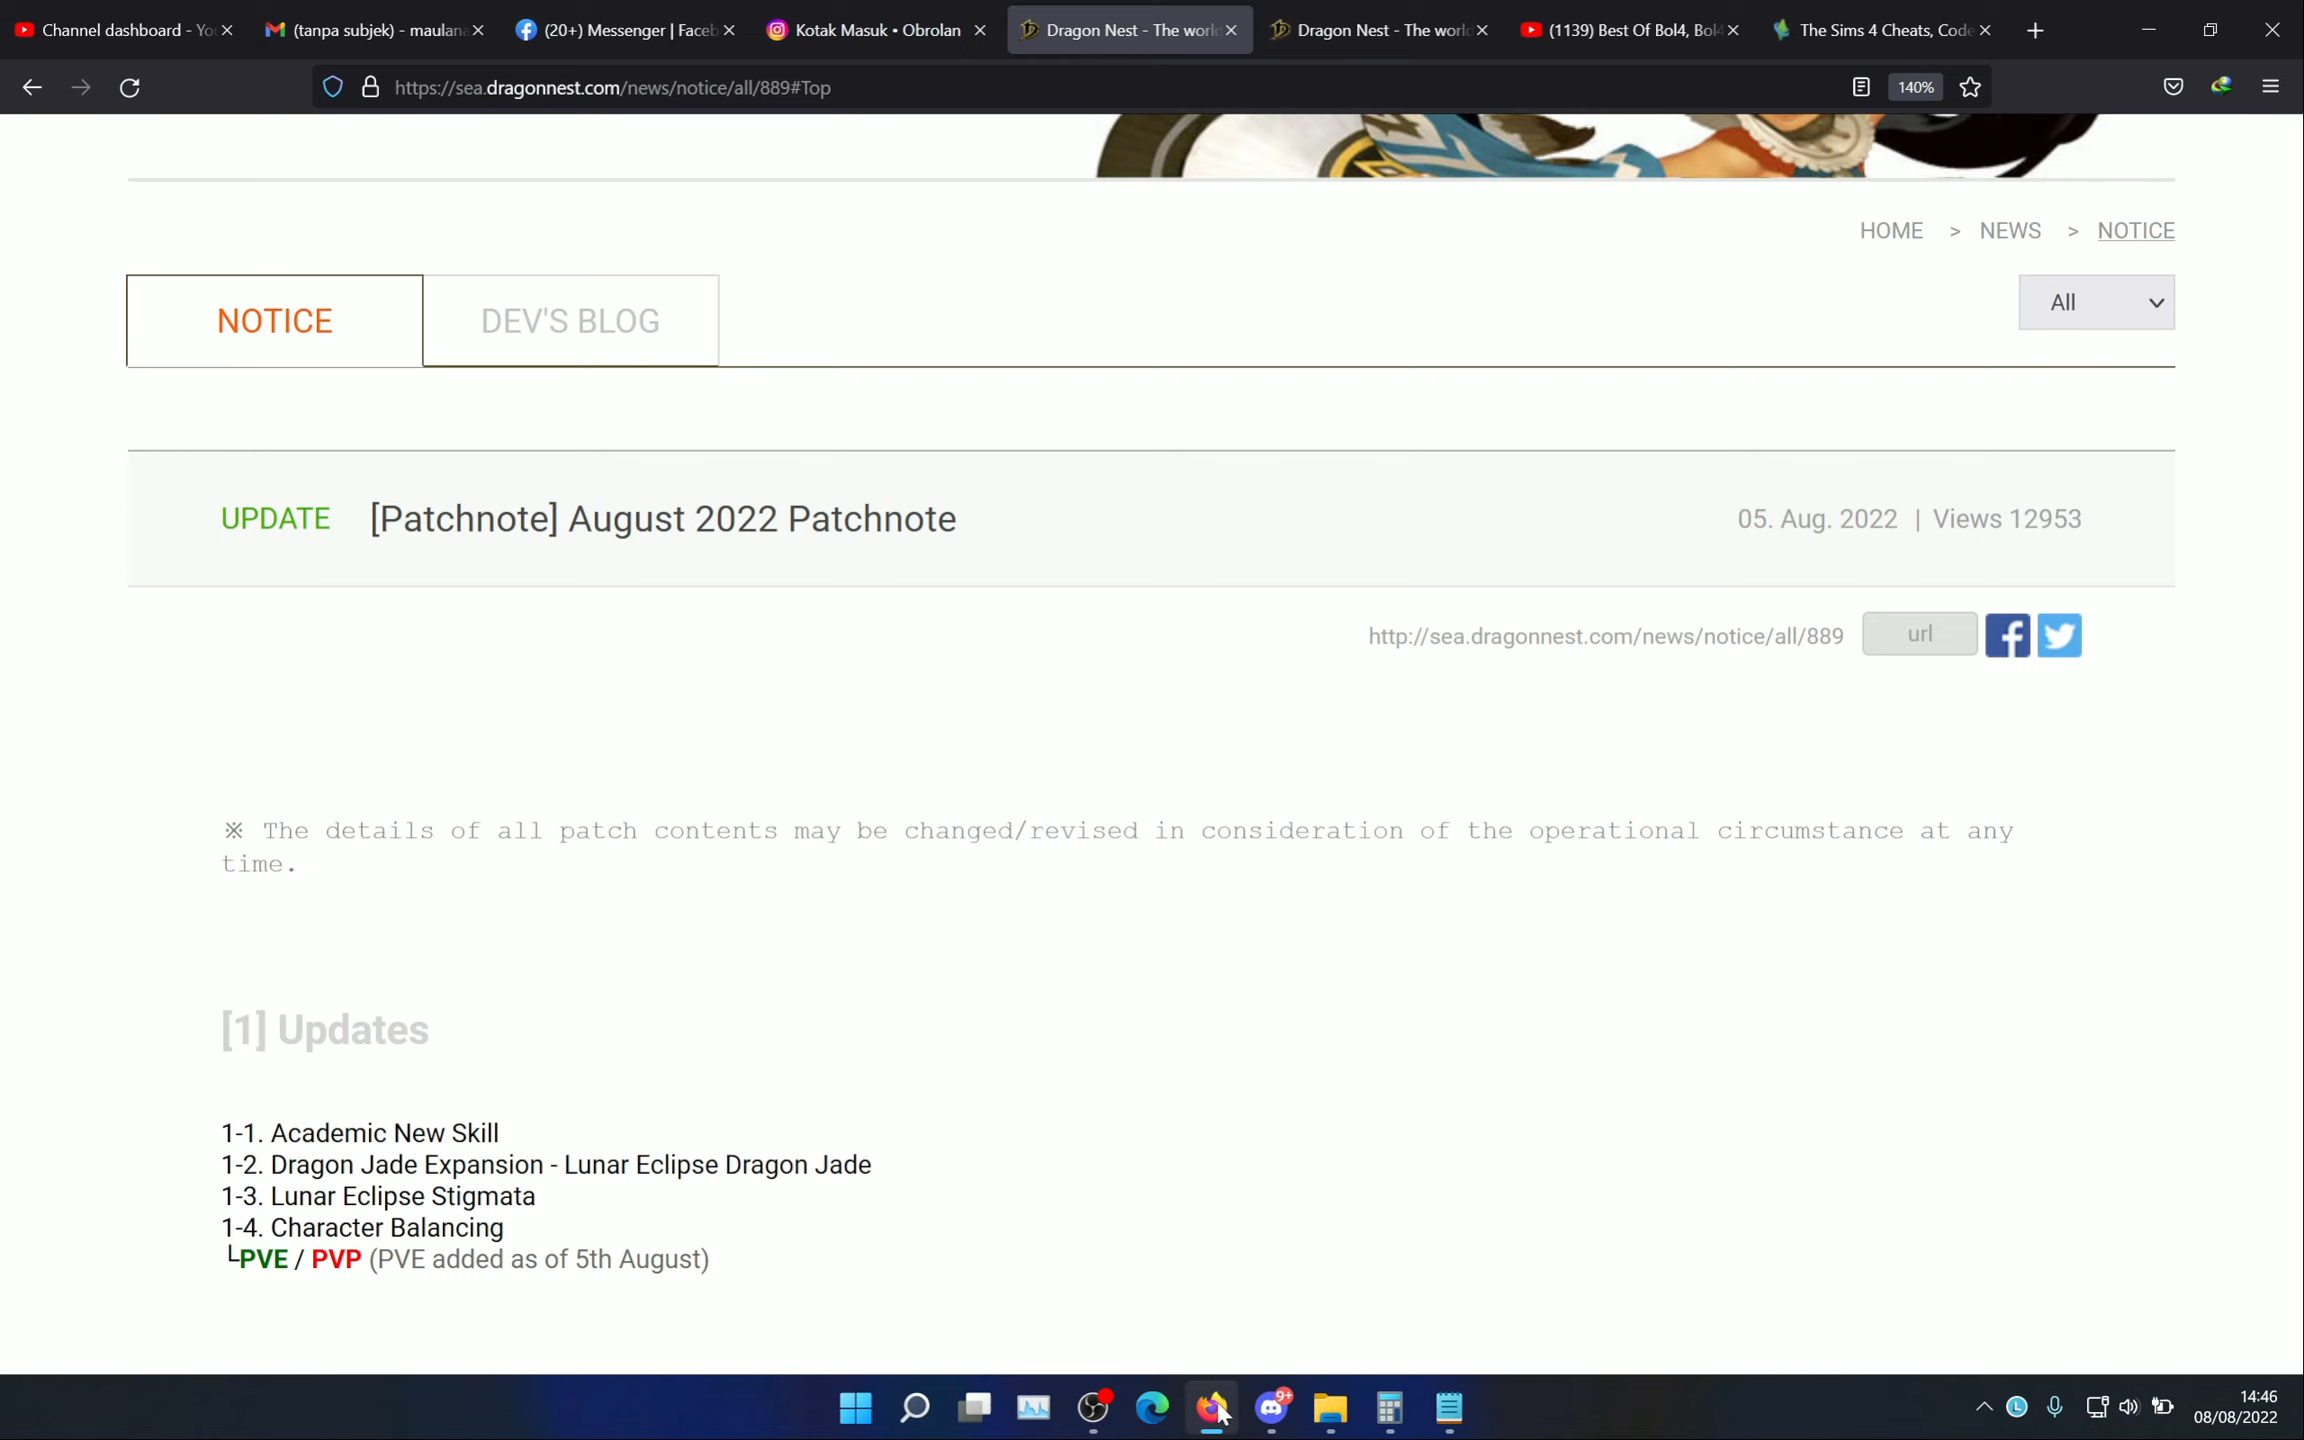 Channel dashboard - Yo
(tanpa subjek) - maulana
(20+) Messenger | Faceb
Kotak Masuk • Obrolan
Dragon Nest - The worl
Dragon Nest - The world
(1139) Best Of Bol4, Bol4
The Sims 4 Cheats, Code
https://sea.dragonnest.com/news/notice/all/889#Top
140%
HOME > NEWS > NOTICE
NOTICE
DEV'S BLOG
All
UPDATE [Patchnote] August 2022 Patchnote
05. Aug. 2022 | Views 12953
http://sea.dragonnest.com/news/notice/all/889
url
※ The details of all patch contents may be changed/revised in consideration of the operational circumstance at any
time.
[1] Updates
1-1. Academic New Skill
1-2. Dragon Jade Expansion - Lunar Eclipse Dragon Jade
1-3. Lunar Eclipse Stigmata
1-4. Character Balancing
└PVE / PVP (PVE added as of 5th August)
9+
14:46
08/08/2022